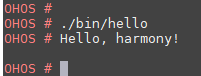 OHOS #
OHOS # ./bin/hello
OHOS # Hello, harmony!
OHOS #